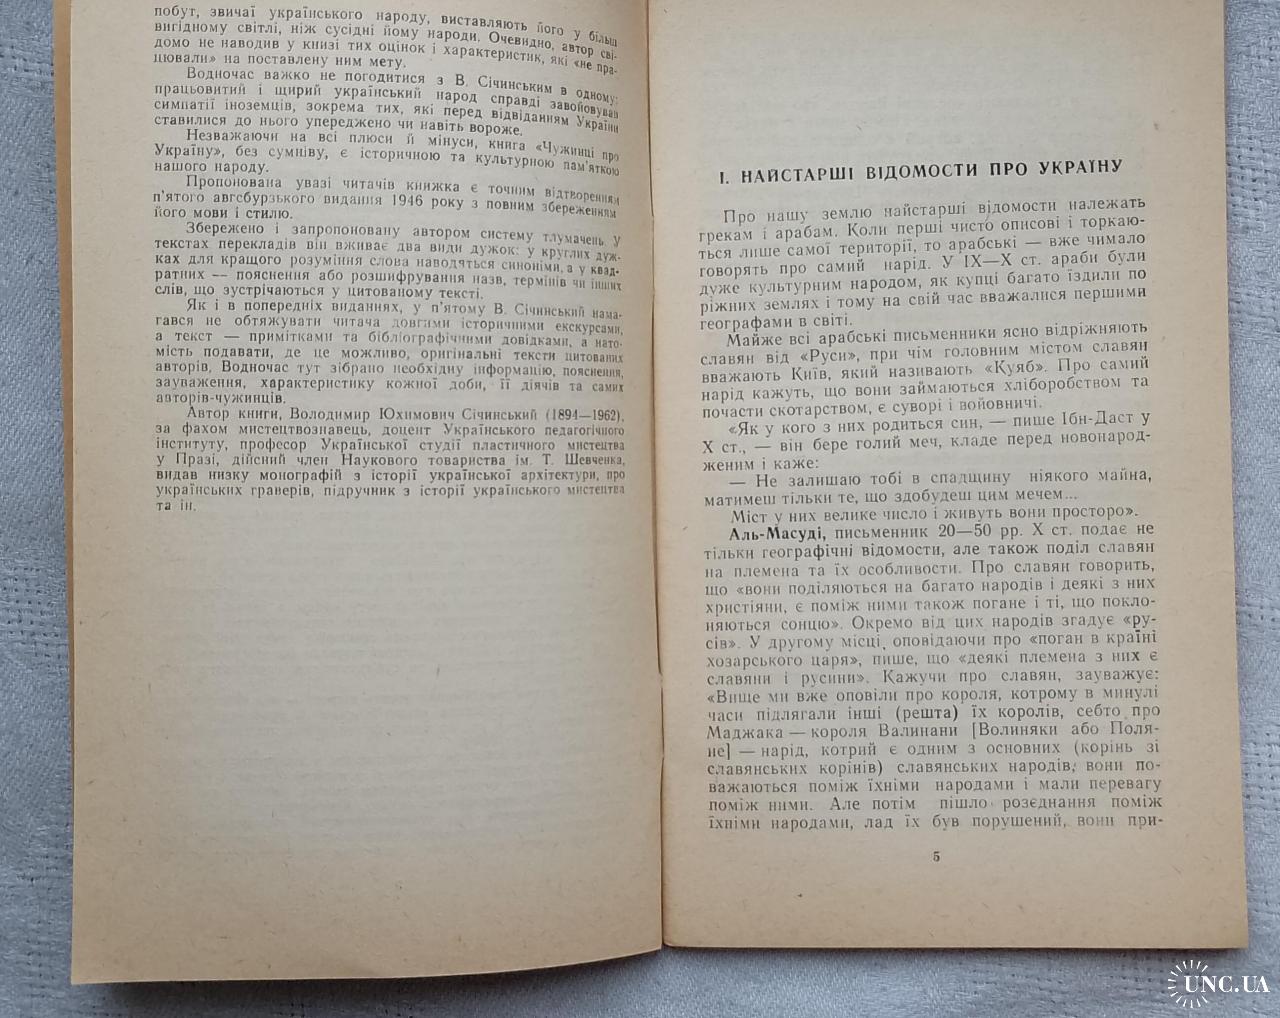 побут, звичаї українського народу, виставляють його у більш
вигідному світлі, ніж сусідні йому народи. Очевидно, автор сві-
домо не наводив у книзі тих оцінок і характеристик, які «не пра-
цювали» на поставлену ним мету.
Водночас важко не погодитися з В. Січинським в одному:
працьовитий і щирий український народ справді завойовував
симпатії іноземців, зокрема тих, які перед відвіданням України
ставилися до нього упереджено чи навіть вороже.
Незважаючи на всі плюси й мінуси, книга «Чужинці про
Україну», без сумніву, є історичною та культурною пам'яткою
нашого народу.
Пропонована увазі читачів книжка є точним відтворенням
п'ятого авгсбурзького видання 1946 року з повним збереженням
його мови і стилю.
Збережено і запропоновану автором систему тлумачень. У
текстах перекладів він вживає два види дужок: у круглих дуж-
ках для кращого розуміння слова наводяться синоніми, а у квад-
ратних — пояснення або розшифрування назв, термінів чи інших
слів, що зустрічаються у цитованому тексті.
Як і в попередніх виданнях, у п'ятому В. Січинський нама-
гався не обтяжувати читача довгими історичними екскурсами,
а текст — примітками та бібліографічними довідками, а нато-
мість подавати, де це можливо, оригінальні тексти цитованих
авторів, Водночас тут зібрано необхідну інформацію, пояснення,
зауваження, характеристику кожної доби, її діячів та самих
авторів-чужинців.
Автор книги, Володимир Юхимович Січинський (1894—1962),
за фахом мистецтвознавець, доцент Українського педагогічного
інституту, професор Української студії пластичного мистецтва
у Празі, дійсний член Наукового товариства ім. Т. Шевченка,
видав низку монографій з історії української архітектури, про
українських граверів, підручник з історії українського мистецтва
та ін.
І. НАЙСТАРШІ ВІДОМОСТИ ПРО УКРАЇНУ
Про нашу землю найстарші відомости належать
грекам і арабам. Коли перші чисто описові і торкаю-
ться лише самої території, то арабські — вже чимало
говорять про самий нарід. У IX—X ст. араби були
дуже культурним народом, як купці багато їздили по
ріжних землях і тому на свій час вважалися першими
географами в світі.
Майже всі арабські письменники ясно відріжняють
славян від «Руси», при чім головним містом славян
вважають Київ, який називають «Куяб». Про самий
нарід кажуть, що вони займаються хліборобством та
почасти скотарством, є суворі і войовничі.
«Як у кого з них родиться син, — пише Ібн-Даст у
X ст., — він бере голий меч, кладе перед новонарод-
женим і каже:
— Не залишаю тобі в спадщину ніякого майна,
матимеш тільки те, що здобудеш цим мечем...
Міст у них велике число і живуть вони просторо».
Аль-Масуді, письменник 20—50 рр. X ст. подає не
тільки географічні відомости, але також поділ славян
на племена та їх особливости. Про славян говорить,
що «вони поділяються на багато народів і деякі з них
християни, є поміж ними також погане і ті, що покло-
няються сонцю». Окремо від цих народів згадує «ру-
сів». У другому місці, оповідаючи про «поган в країні
хозарського царя», пише, що «деякі племена з них є
славяни і русини». Кажучи про славян, зауважує:
«Вище ми вже оповіли про короля, котрому в минулі
часи підлягали інші (решта) їх королів, себто про
Маджака — короля Валинани [Волиняки або Поля-
не] — нарід, котрий є одним з основних (корінь зі
славянських корінів) славянських народів, вони по-
важаються поміж їхніми народами і мали перевагу
поміж ними. Але потім пішло розєднання поміж
їхніми народами, лад їх був порушений, вони при-
5
UNC.UA